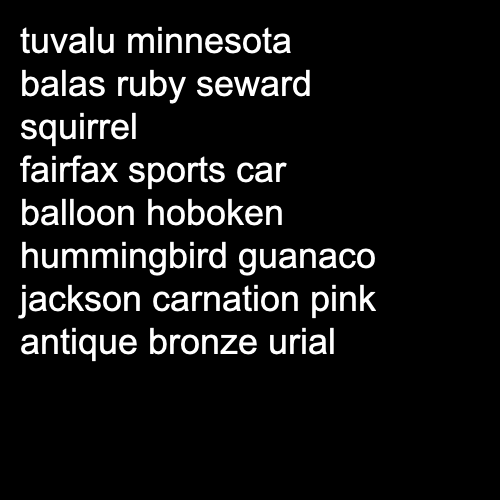 tuvalu minnesota
balas ruby seward
squirrel
fairfax sports car
balloon hoboken
hummingbird guanaco
jackson carnation pink
antique bronze urial